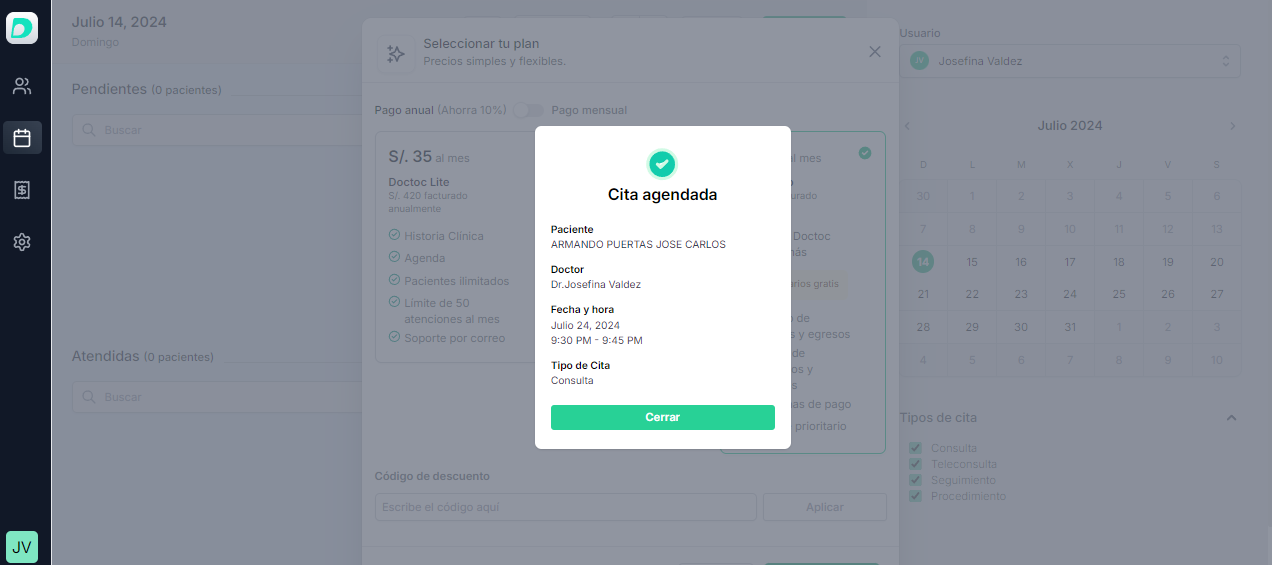 Julio 14, 2024
Domingo
Pendientes (0 pacientes)
Buscar
Atendidas (0 pacientes)
Buscar
JV
Seleccionar tu plan
Precios simples y flexibles.
Pago anual (Ahorra 10%) Pago mensual
S/. 35 al mes
Doctoc Lite
S/. 420 facturado
anualmente
Historia Clínica
Agenda
Pacientes ilimitados
Límite de 50
atenciones al mes
Soporte por correo
Cita agendada
Paciente
ARMANDO PUERTAS JOSE CARLOS
Doctor
Dr.Josefina Valdez
Fecha y hora
Julio 24, 2024
9:30 PM - 9:45 PM
Tipo de Cita
Consulta
Cerrar
al mes
Doctoc
de
y egresos
de
y
de pago
prioritario
Código de descuento
Escribe el código aquí
Aplicar
Usuario
JV Josefina Valdez
Julio 2024
D L M X J V S
30 1 2 3 4 5 6
7 8 9 10 11 12 13
14 15 16 17 18 19 20
21 22 23 24 25 26 27
28 29 30 31 1 2 3
4 5 6 7 8 9 10
Tipos de cita
Consulta
Teleconsulta
Seguimiento
Procedimiento